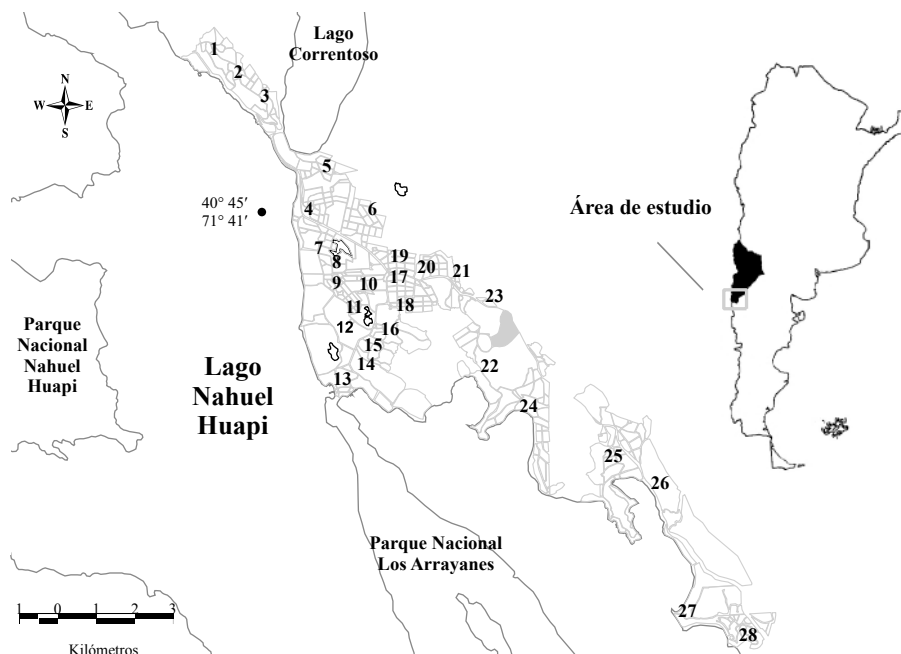 Lago
Correntoso
1
2
3
N
W E
S
5
40° 45′
71° 41′
4
6
Área de estudio
7
8
19
20
21
17
9
10
23
11
18
12
16
15
14
22
13
Parque
Nacional
Nahuel
Huapi
Lago
Nahuel
Huapi
24
25
26
Parque Nacional
Los Arrayanes
1 0 1 2 3
Kilómetros
27
28